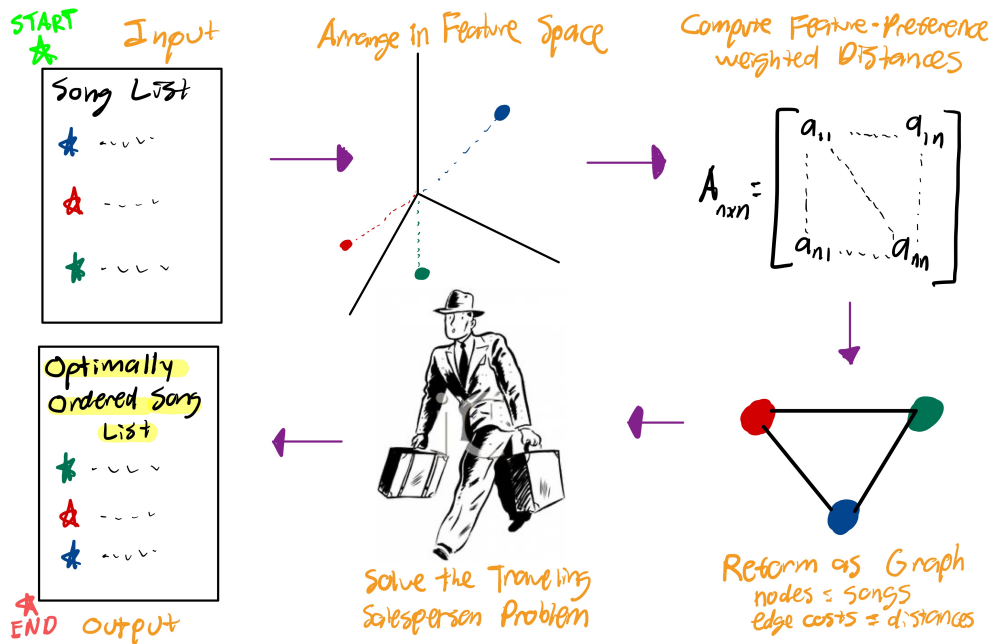 START
Input
Song List
Arrange in Feature Space
Compute Feature-Preference
weighted Distances
A nxn =
a11 ...... a1n
an1 ...... ann
Reform as Graph
nodes = songs
edge costs = distances
Solve the Traveling
Salesperson Problem
Optimally
Ordered Song
List
END
Output